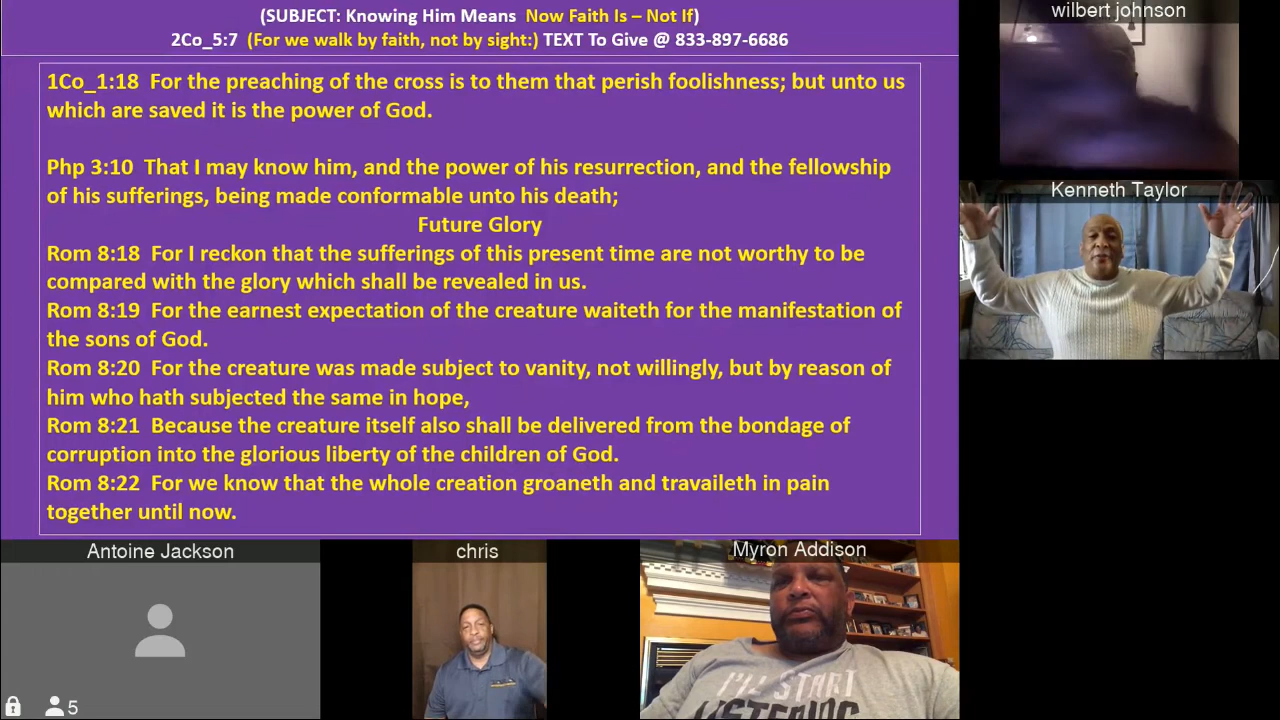 (SUBJECT: Knowing Him Means Now Faith Is – Not If)
2Co_5:7 (For we walk by faith, not by sight:) TEXT To Give @ 833-897-6686
1Co_1:18 For the preaching of the cross is to them that perish foolishness; but unto us
which are saved it is the power of God.
Php 3:10 That I may know him, and the power of his resurrection, and the fellowship
of his sufferings, being made conformable unto his death;
Future Glory
Rom 8:18 For I reckon that the sufferings of this present time are not worthy to be
compared with the glory which shall be revealed in us.
Rom 8:19 For the earnest expectation of the creature waiteth for the manifestation of
the sons of God.
Rom 8:20 For the creature was made subject to vanity, not willingly, but by reason of
him who hath subjected the same in hope,
Rom 8:21 Because the creature itself also shall be delivered from the bondage of
corruption into the glorious liberty of the children of God.
Rom 8:22 For we know that the whole creation groaneth and travaileth in pain
together until now.
wilbert johnson
Kenneth Taylor
Antoine Jackson
5
chris
Myron Addison
I'LL START
LISTENING